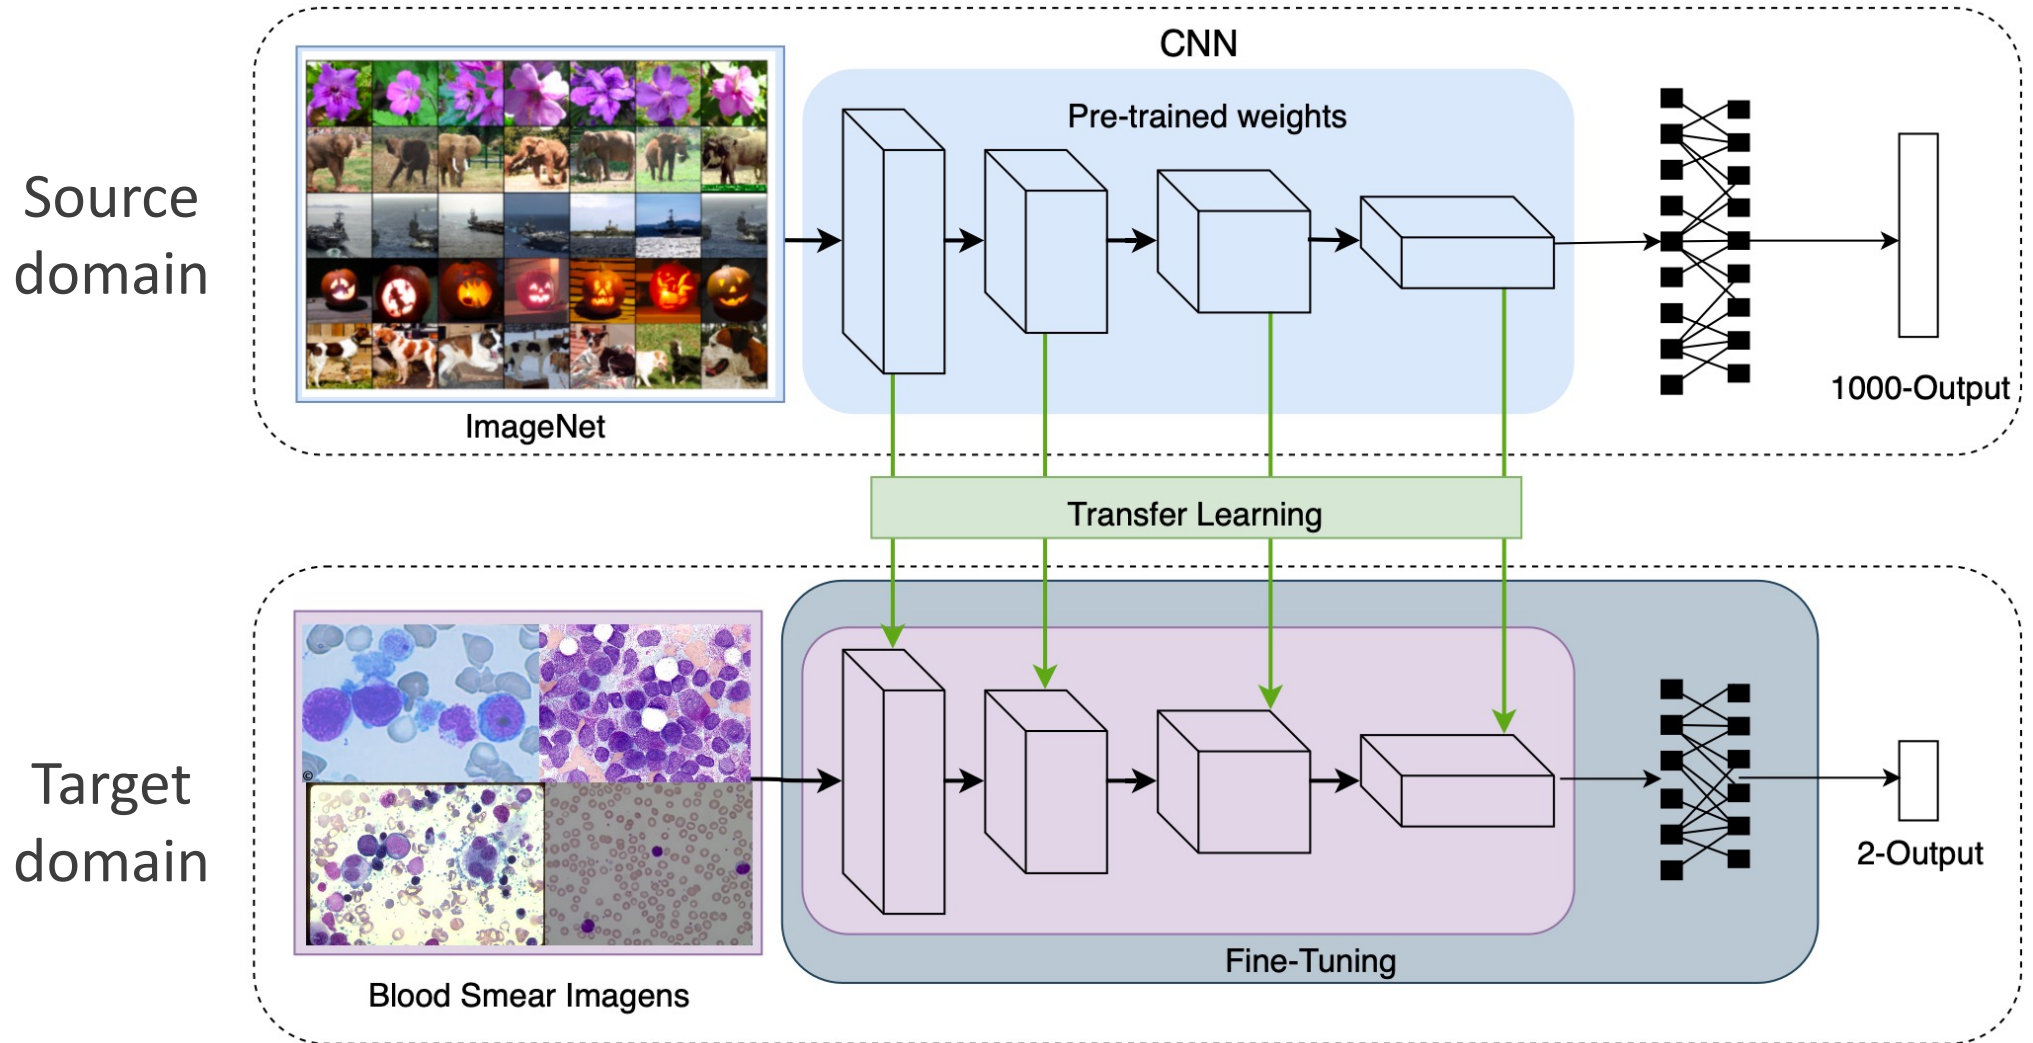 CNN
Pre-trained weights
Source
domain
ImageNet
1000-Output
Transfer Learning
Target
domain
©
Fine-Tuning
2-Output
Blood Smear Imagens